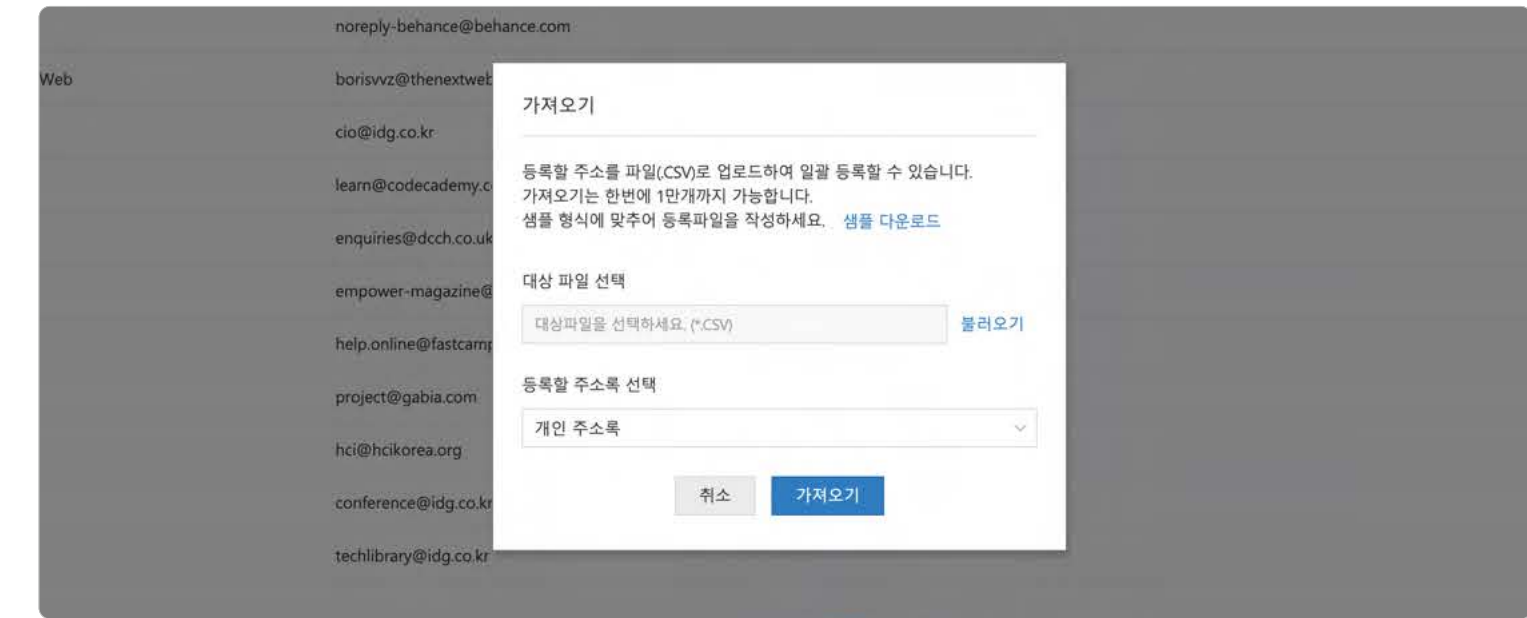 noreply-behance@behance.com
Web borisvvz@thenextweb
cio@idg.co.kr
learn@codecademy.c
enquiries@dcch.co.uk
empower-magazine@
help.online@fastcamp
project@gabia.com
hci@hcikorea.org
conference@idg.co.kr
techlibrary@idg.co.kr
가져오기
등록할 주소를 파일(.CSV)로 업로드하여 일괄 등록할 수 있습니다.
가져오기는 한번에 1만개까지 가능합니다.
샘플 형식에 맞추어 등록파일을 작성하세요. 샘플 다운로드
대상 파일 선택
대상파일을 선택하세요. (*.CSV) 불러오기
등록할 주소록 선택
개인 주소록
취소 가져오기